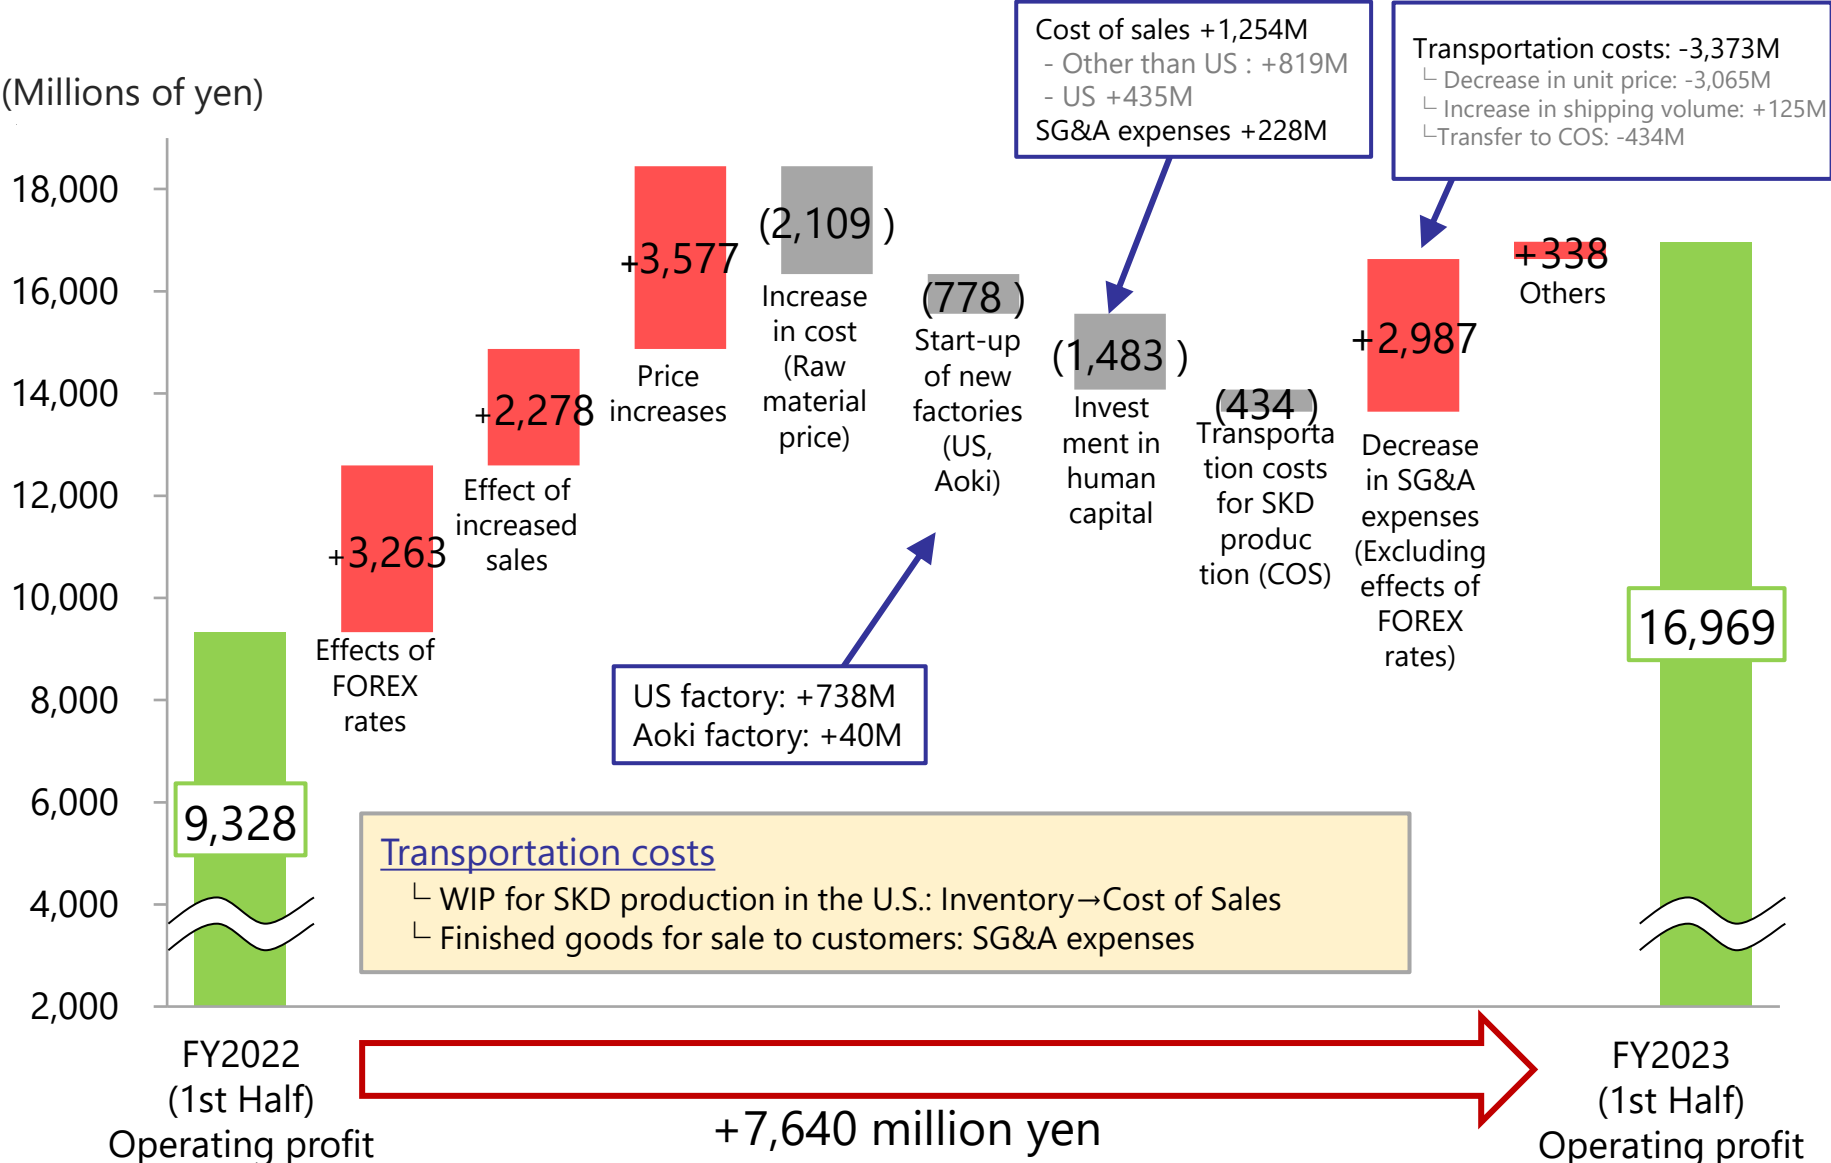 (Millions of yen)
18,000
16,000
14,000
12,000
10,000
8,000
6,000
4,000
2,000
9,328
FY2022
(1st Half)
Operating profit
+3,263
Effects of
FOREX
rates
+2,278
Effect of
increased
sales
+3,577
Price
increases
(2,109 )
Increase
in cost
(Raw
material
price)
(778 )
Start-up
of new
factories
(US,
Aoki)
US factory: +738M
Aoki factory: +40M
Cost of sales +1,254M
- Other than US : +819M
- US +435M
SG&A expenses +228M
(1,483 )
Invest
ment in
human
capital
(434 )
Transporta
tion costs
for SKD
produc
tion (COS)
Transportation costs: -3,373M
└ Decrease in unit price: -3,065M
└ Increase in shipping volume: +125M
└Transfer to COS: -434M
+2,987
Decrease
in SG&A
expenses
(Excluding
effects of
FOREX
rates)
+338
Others
16,969
FY2023
(1st Half)
Operating profit
Transportation costs
└ WIP for SKD production in the U.S.: Inventory→Cost of Sales
└ Finished goods for sale to customers: SG&A expenses
+7,640 million yen